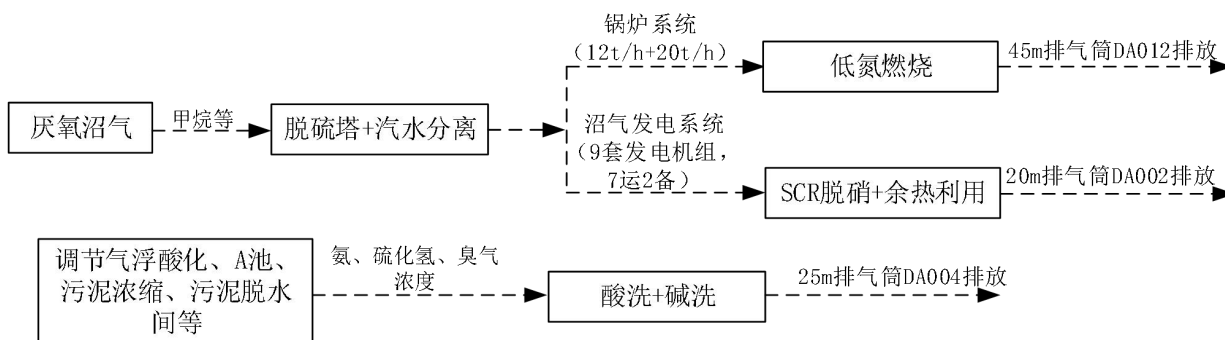 锅炉系统
（12t/h+20t/h）
低氮燃烧
45m排气筒DA012排放
厌氧沼气
甲烷等
脱硫塔+汽水分离
沼气发电系统
（9套发电机组，
7运2备）
SCR脱硝+余热利用
20m排气筒DA002排放
调节气浮酸化、A池、
污泥浓缩、污泥脱水
间等
氨、硫化氢、臭气
浓度
酸洗+碱洗
25m排气筒DA004排放